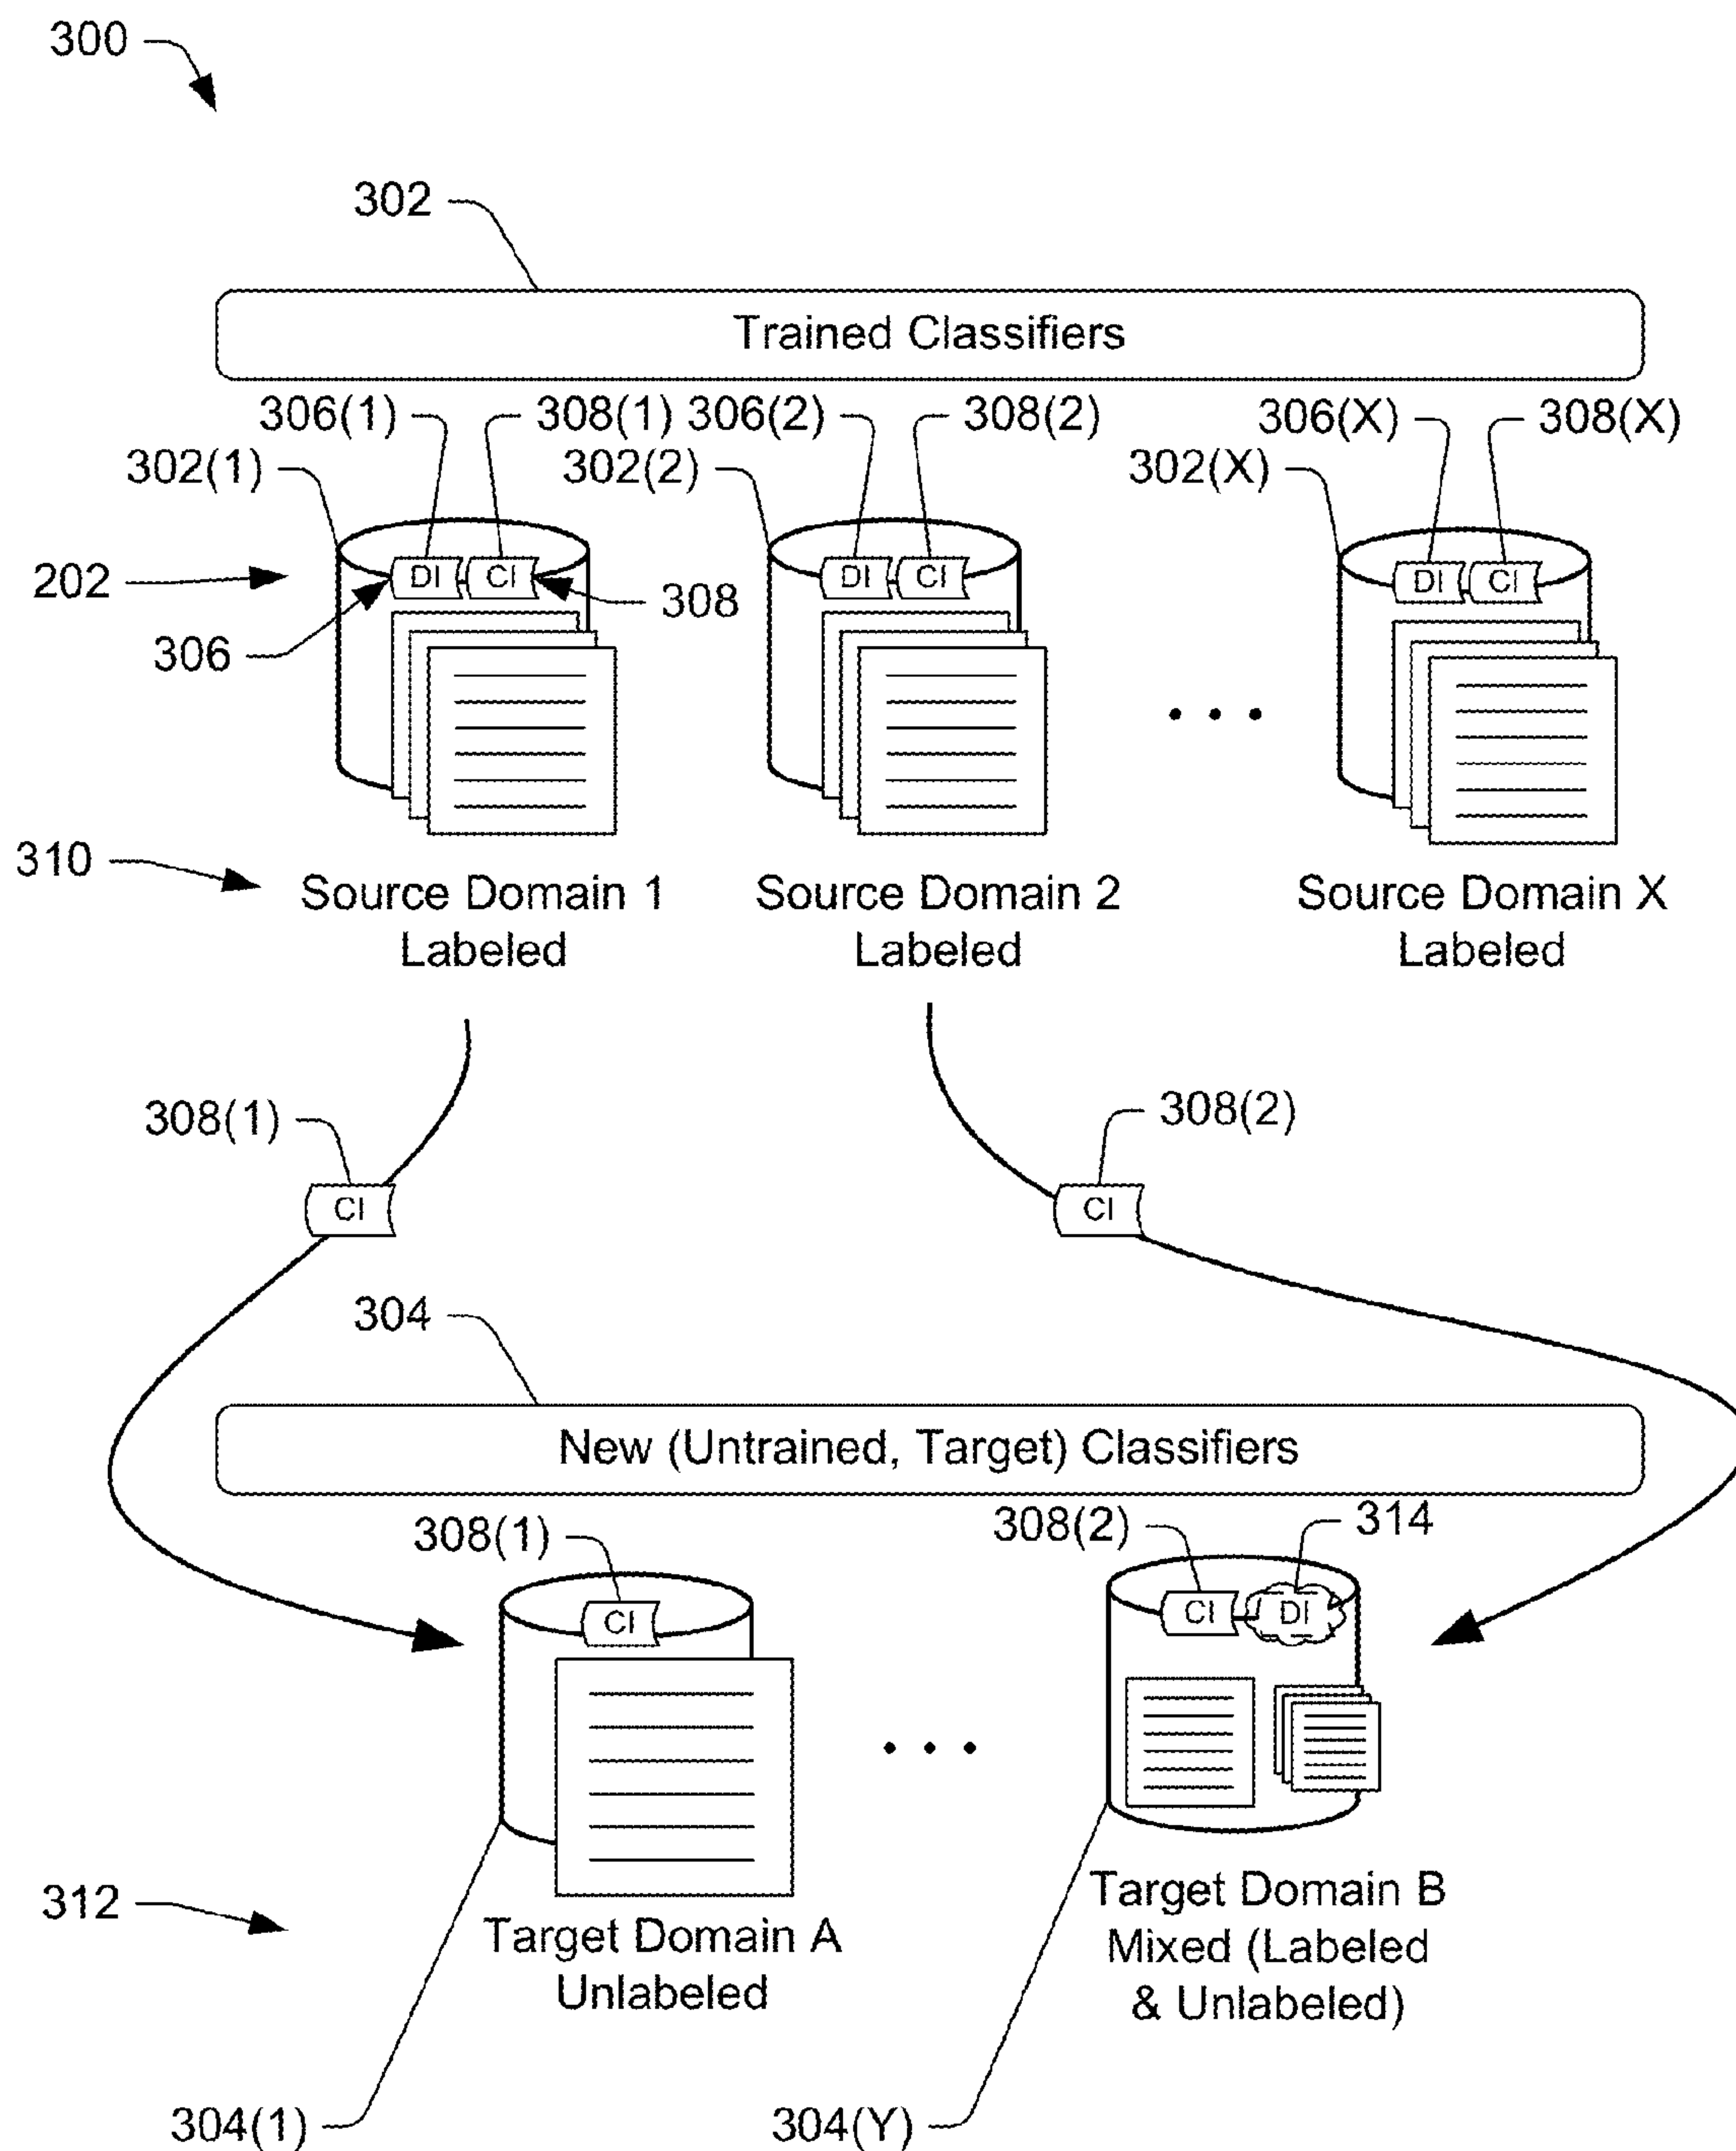 300
302
Trained Classifiers
306(1) 308(1) 306(2) 308(2) 306(X) 308(X)
302(1) 302(2) 302(X)
DI CI DI CI DI CI
202 308
306
310
Source Domain 1 Source Domain 2 Source Domain X
Labeled Labeled Labeled
308(1) 308(2)
CI CI
304
New (Untrained, Target) Classifiers
308(1) 308(2) 314
CI CI DI
312
Target Domain A
Unlabeled
Target Domain B
Mixed (Labeled
& Unlabeled)
304(1) 304(Y)